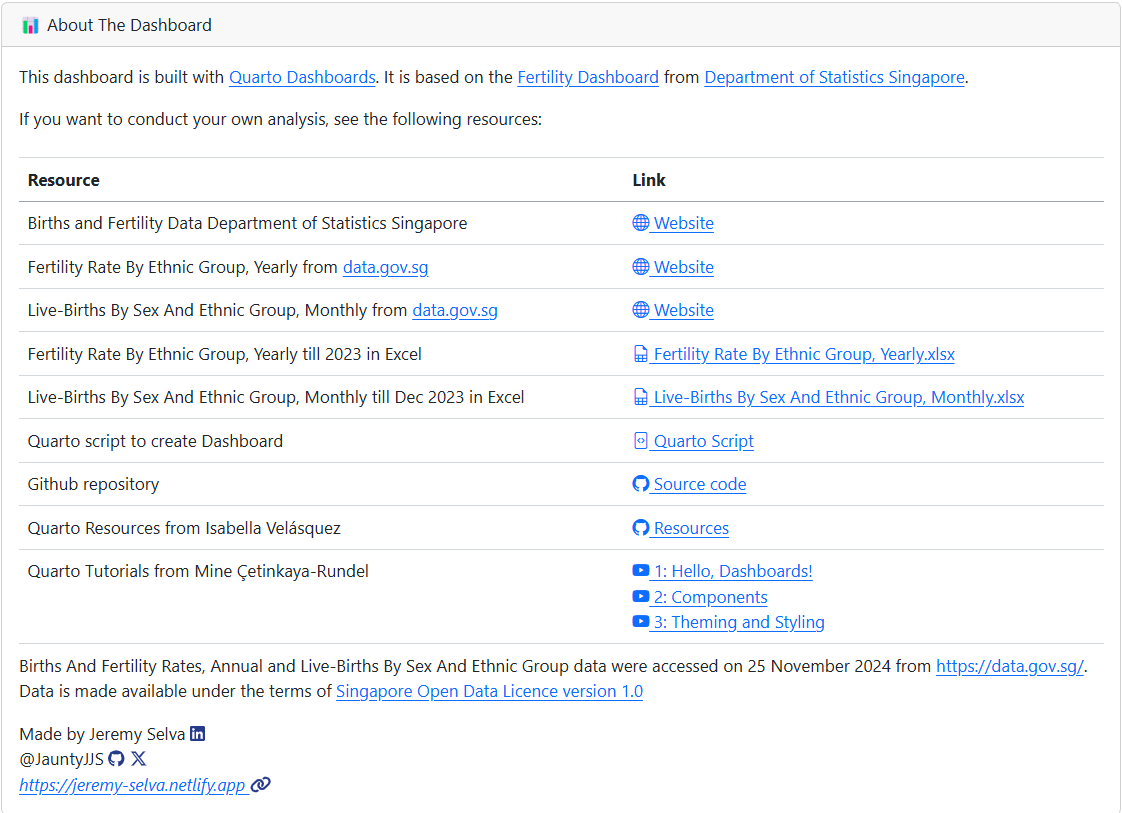 About The Dashboard
This dashboard is built with Quarto Dashboards. It is based on the Fertility Dashboard from Department of Statistics Singapore.
If you want to conduct your own analysis, see the following resources:
Resource Link
Births and Fertility Data Department of Statistics Singapore Website
Fertility Rate By Ethnic Group, Yearly from data.gov.sg Website
Live-Births By Sex And Ethnic Group, Monthly from data.gov.sg Website
Fertility Rate By Ethnic Group, Yearly till 2023 in Excel Fertility Rate By Ethnic Group, Yearly.xlsx
Live-Births By Sex And Ethnic Group, Monthly till Dec 2023 in Excel Live-Births By Sex And Ethnic Group, Monthly.xlsx
Quarto script to create Dashboard Quarto Script
Github repository Source code
Quarto Resources from Isabella Velásquez Resources
Quarto Tutorials from Mine Çetinkaya-Rundel 1: Hello, Dashboards!
2: Components
3: Theming and Styling
Births And Fertility Rates, Annual and Live-Births By Sex And Ethnic Group data were accessed on 25 November 2024 from https://data.gov.sg/.
Data is made available under the terms of Singapore Open Data Licence version 1.0
Made by Jeremy Selva
@JauntyJJS
https://jeremy-selva.netlify.app